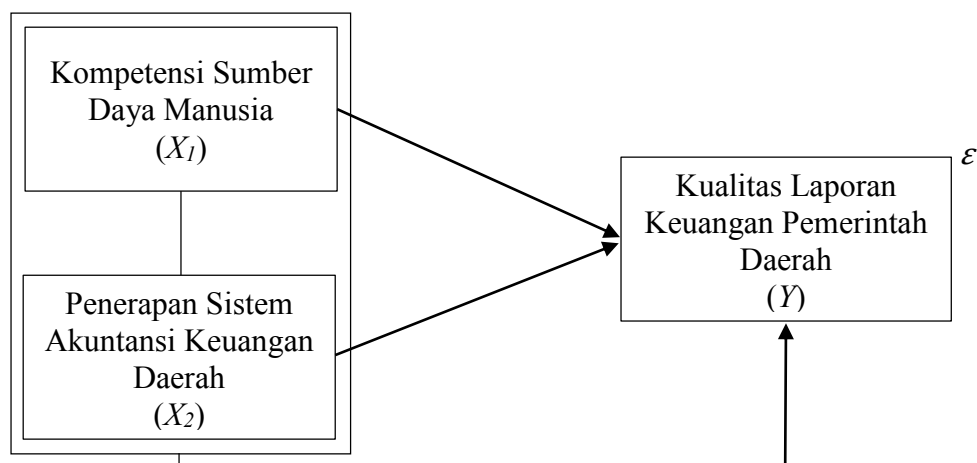 Kompetensi Sumber
Daya Manusia
(X₁)
Penerapan Sistem
Akuntansi Keuangan
Daerah
(X₂)
ε
Kualitas Laporan
Keuangan Pemerintah
Daerah
(Y)